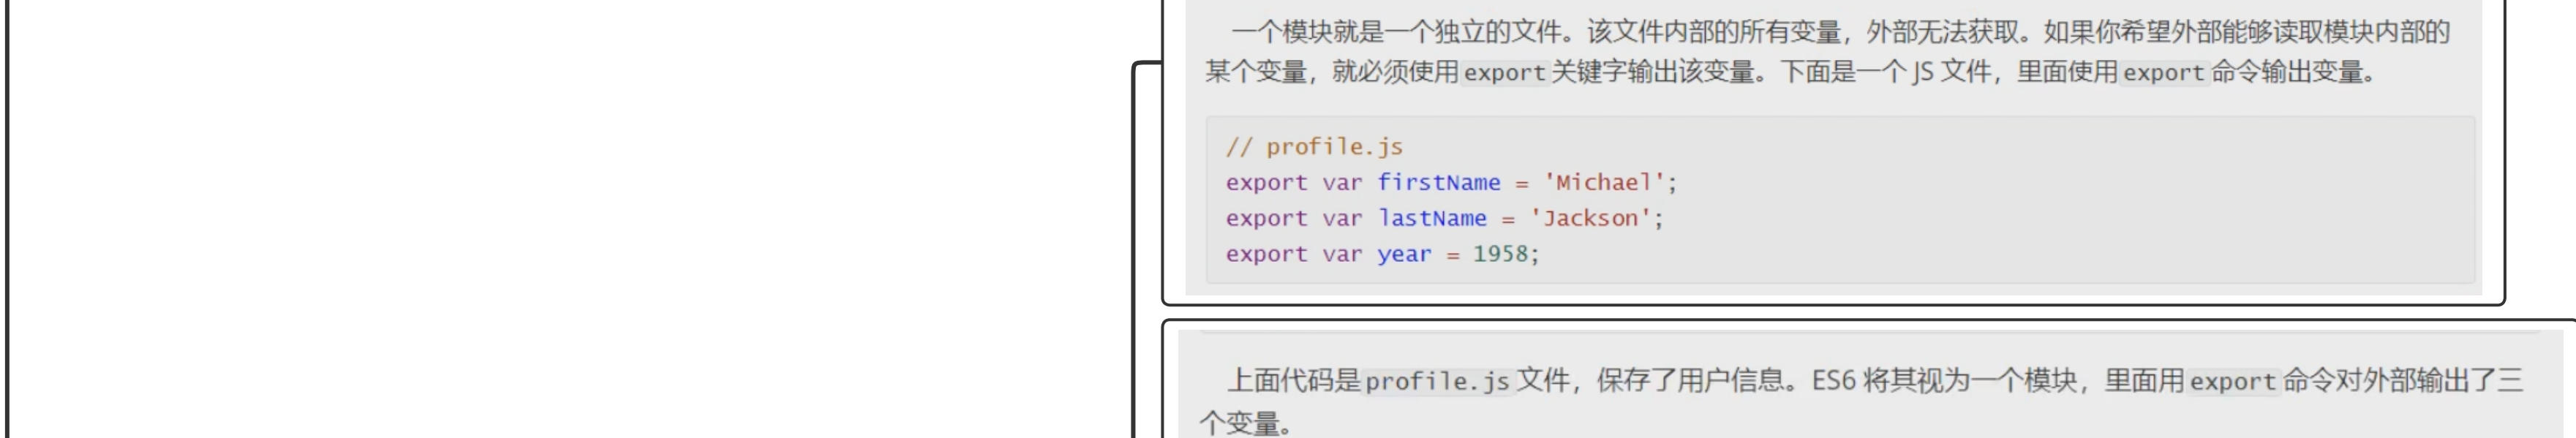 一个模块就是一个独立的文件。该文件内部的所有变量，外部无法获取。如果你希望外部能够读取模块内部的
某个变量，就必须使用export关键字输出该变量。下面是一个 JS 文件，里面使用export命令输出变量。
// profile.js
export var firstName = 'Michael';
export var lastName = 'Jackson';
export var year = 1958;
上面代码是profile.js文件，保存了用户信息。ES6 将其视为一个模块，里面用export命令对外部输出了三
个变量。